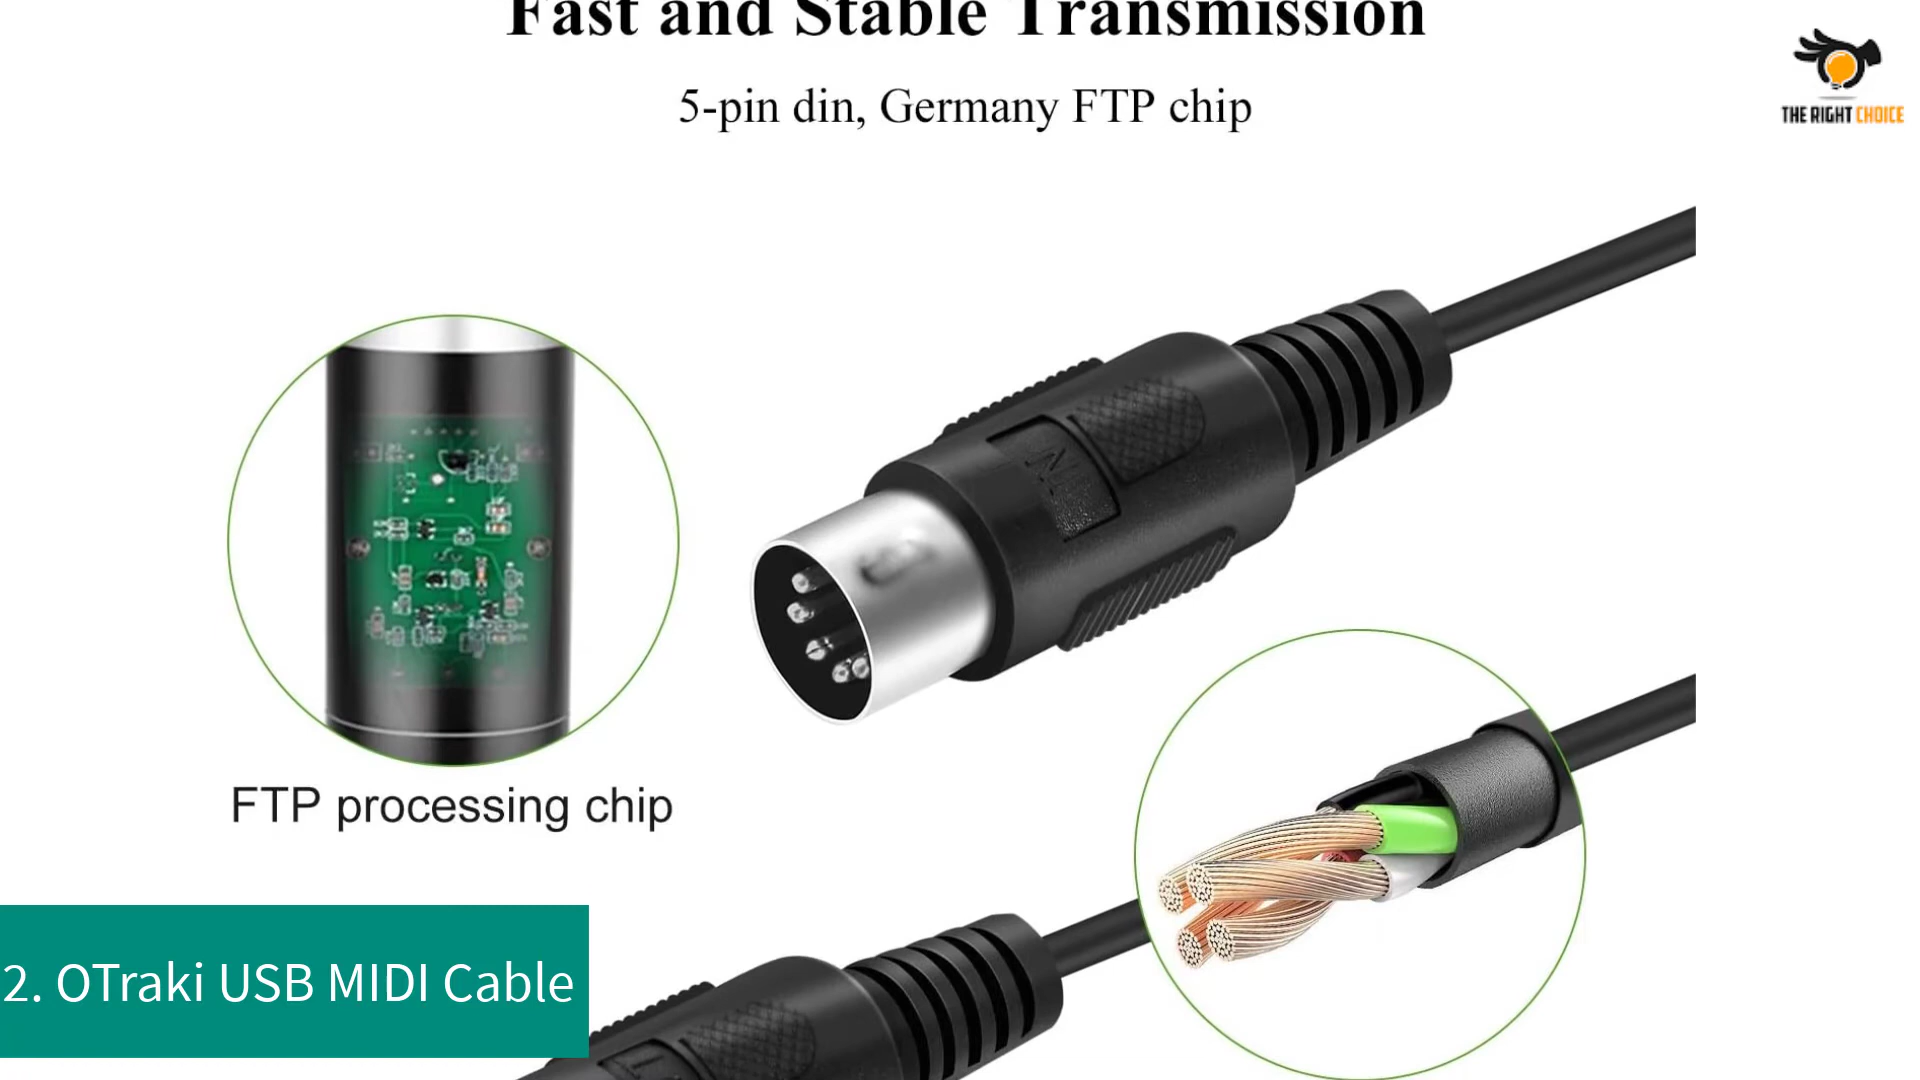 Fast and Stable Transmission
5-pin din, Germany FTP chip
THE RIGHT CHOICE
IN
FTP processing chip
2. OTraki USB MIDI Cable